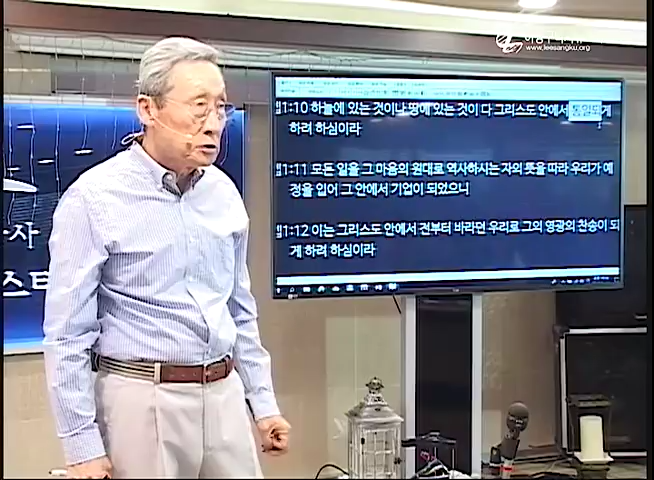 www.leesangku.org
1:10 하늘에 있는 것이나 땅에 있는 것이 다 그리스도 안에서 통일되게
하려 하심이라
1:11 모든 일을 그 마음의 원대로 역사하시는 자의 뜻을 따라 우리가 예
정을 입어 그 안에서 기업이 되었으니
1:12 이는 그리스도 안에서 전부터 바라던 우리로 그의 영광의 찬송이 되
게 하려 하심이라